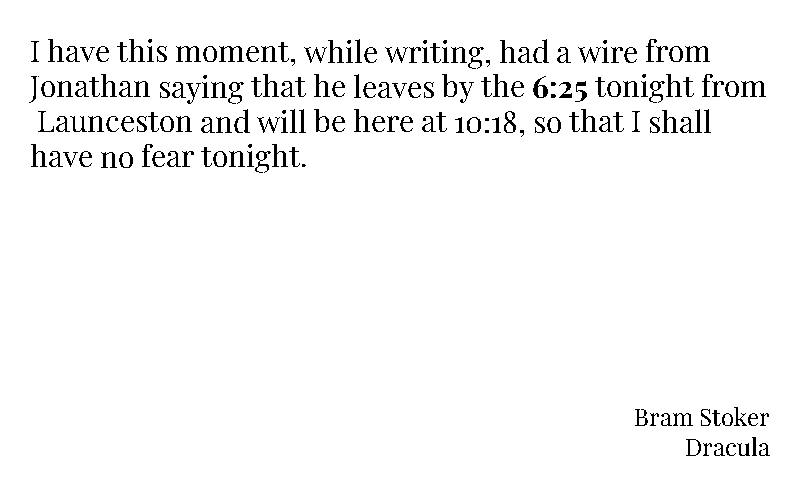 I have this moment, while writing, had a wire from
Jonathan saying that he leaves by the 6:25 tonight from
Launceston and will be here at 10:18, so that I shall
have no fear tonight.
Bram Stoker
Dracula